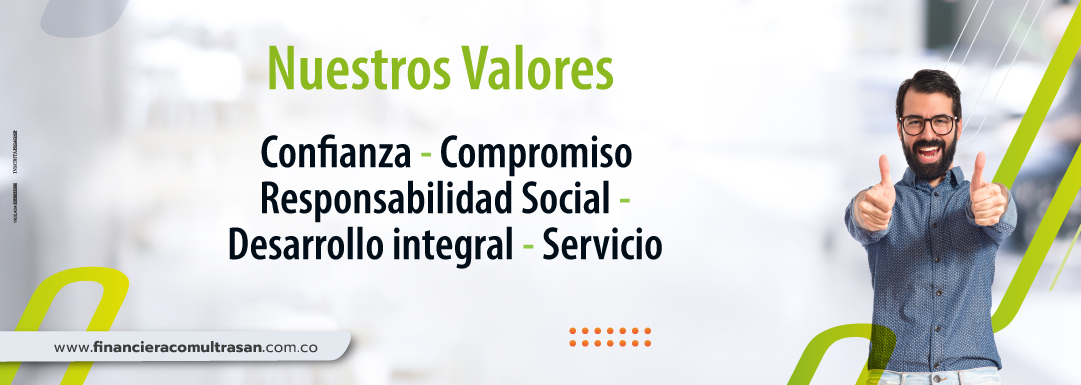 Nuestros Valores
Confianza - Compromiso
Responsabilidad Social -
Desarrollo integral - Servicio
www.financieracomultrasan.com.co